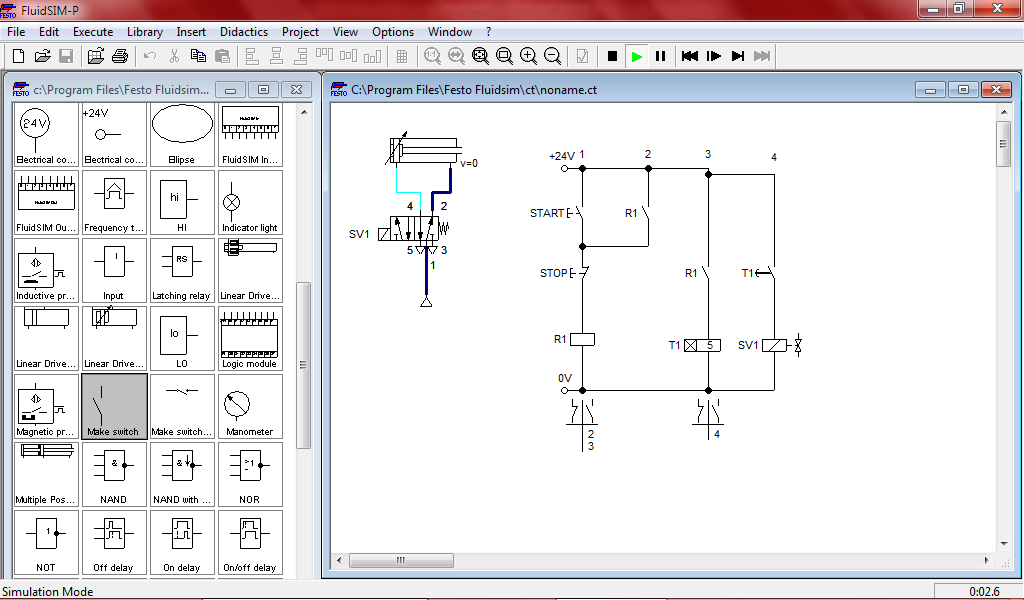 FluidSIM-P
File Edit Execute Library Insert Didactics Project View Options Window ?
c:\Program Files\Festo Fluidsim...
24V
Electrical co...
+24V
Electrical co...
Ellipse
FluidSIM In...
FluidSIM Ou...
Frequency t...
hi
HI
Indicator light
Inductive pr...
I
Input
RS
Latching relay
Linear Drive...
Linear Drive...
Linear Drive...
lo
LO
Logic module
Magnetic pr...
Make switch
Make switch...
Manometer
Multiple Pos...
&
NAND
&
NAND with ...
>1
NOR
1
NOT
Off delay
On delay
On/off delay
FESTO C:\Program Files\Festo Fluidsim\ct\noname.ct
v=0
4 2
SV1
5 3
1
+24V 1 2 3 4
START R1
STOP R1 T1
R1 T1 5 SV1
0V
2 4
3
Simulation Mode
0:02.6